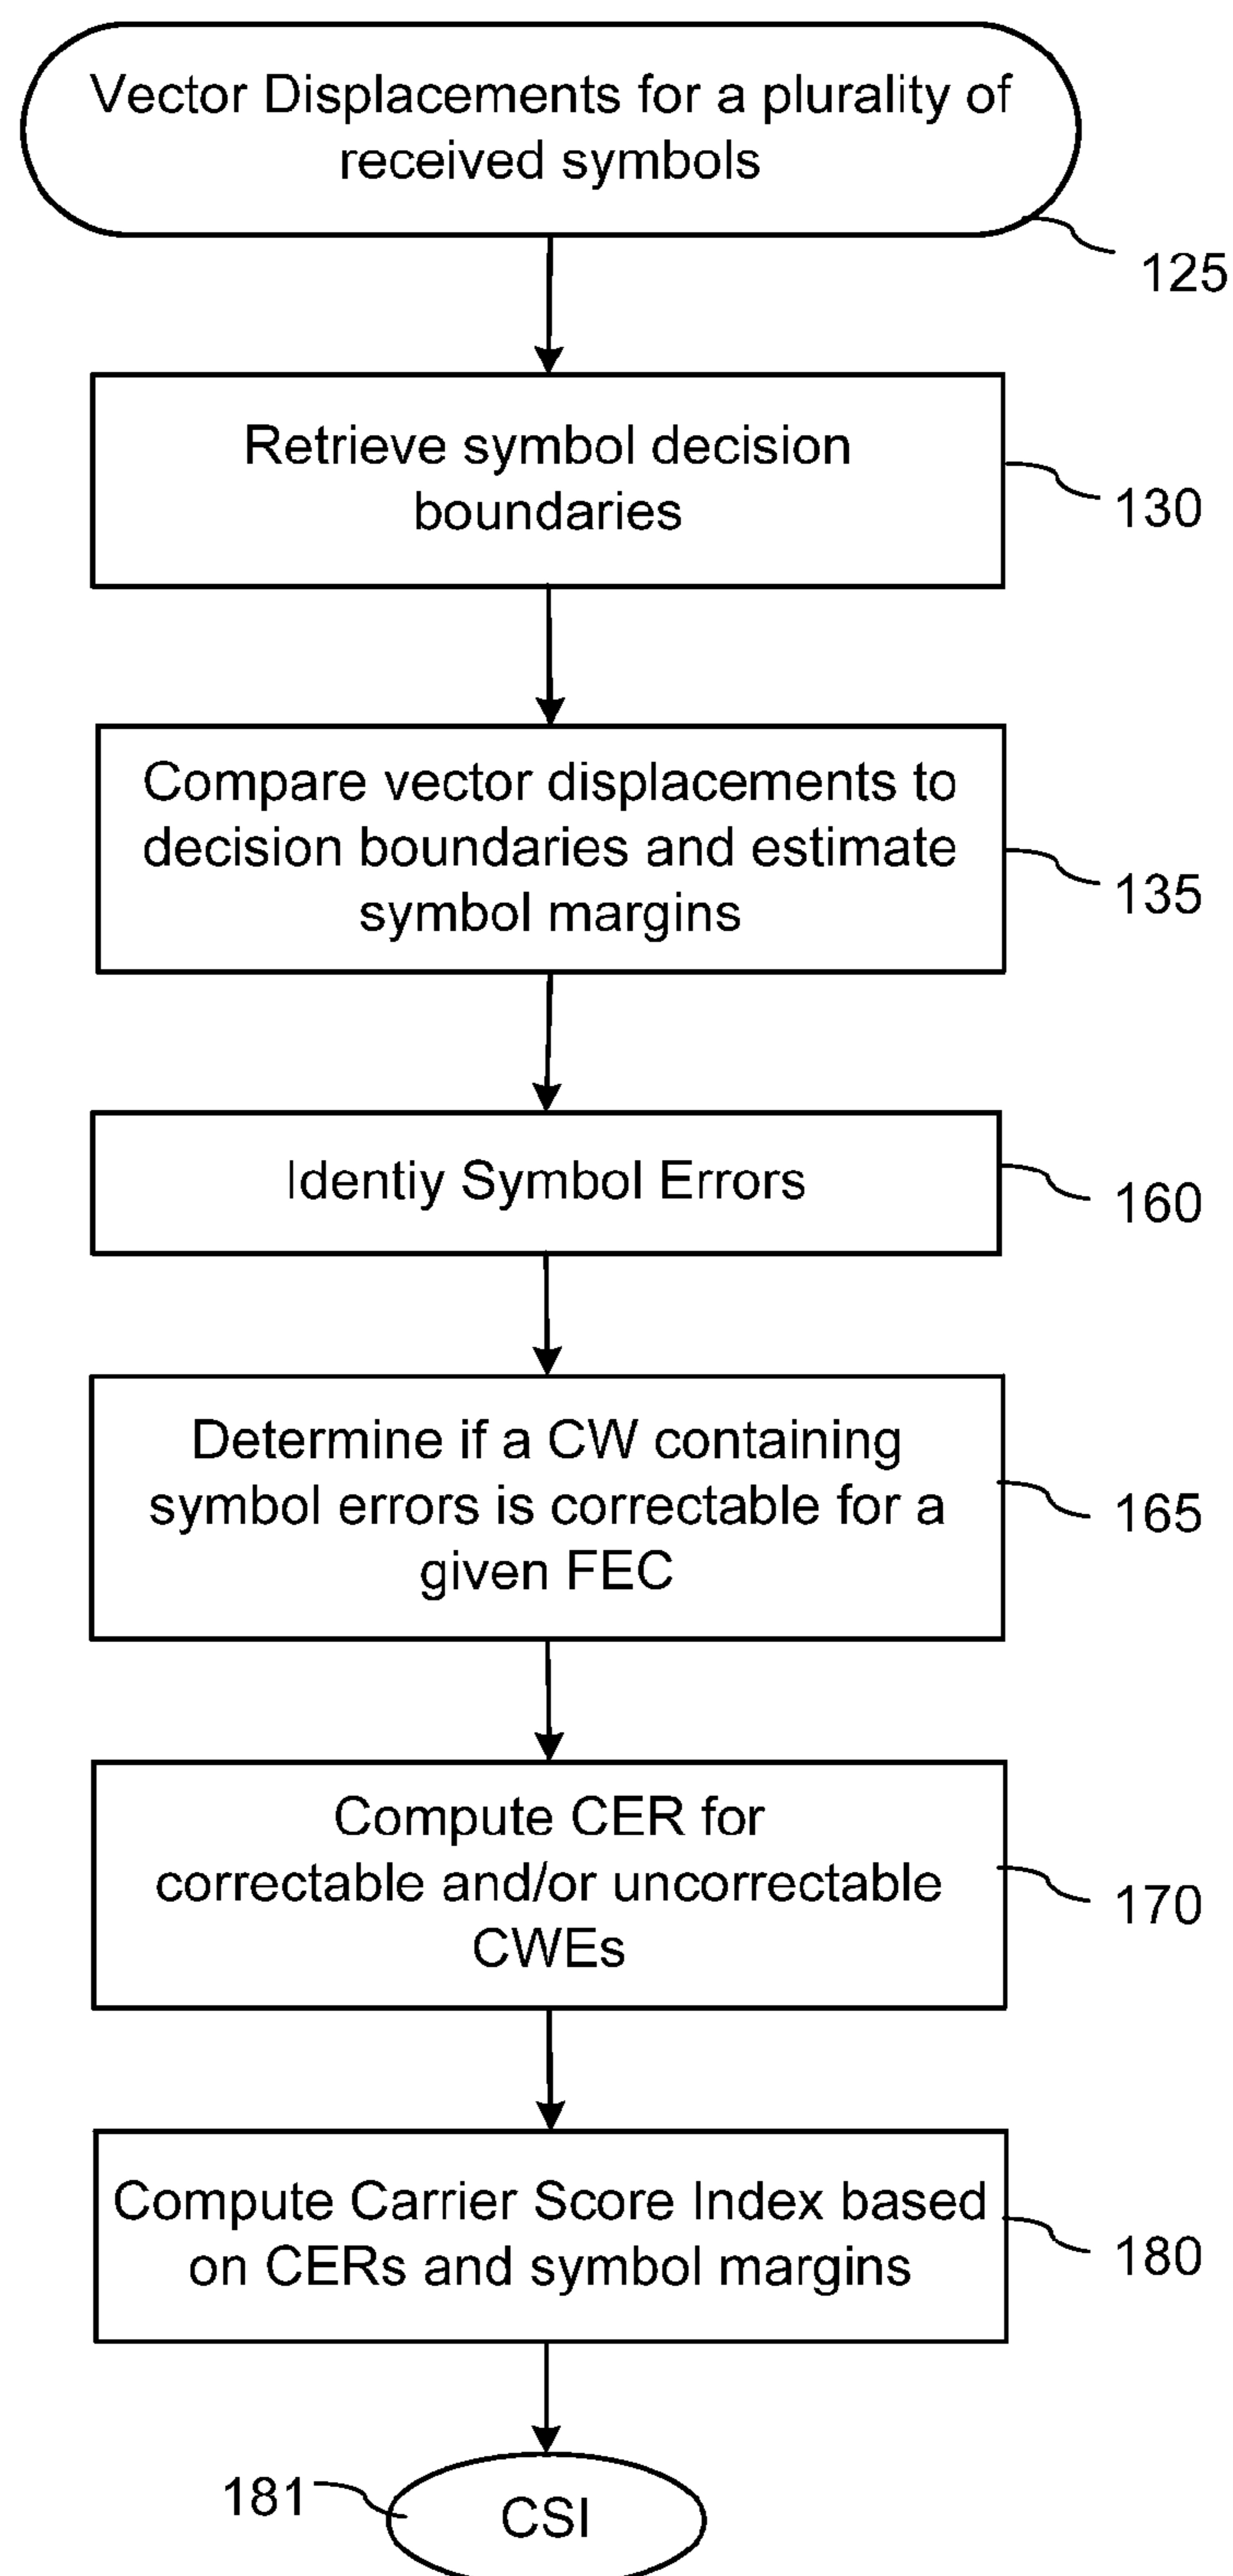 Vector Displacements for a plurality of
received symbols
125
Retrieve symbol decision
boundaries
130
Compare vector displacements to
decision boundaries and estimate
symbol margins
135
Identiy Symbol Errors
160
Determine if a CW containing
symbol errors is correctable for a
given FEC
165
Compute CER for
correctable and/or uncorrectable
CWEs
170
Compute Carrier Score Index based
on CERs and symbol margins
180
181
CSI